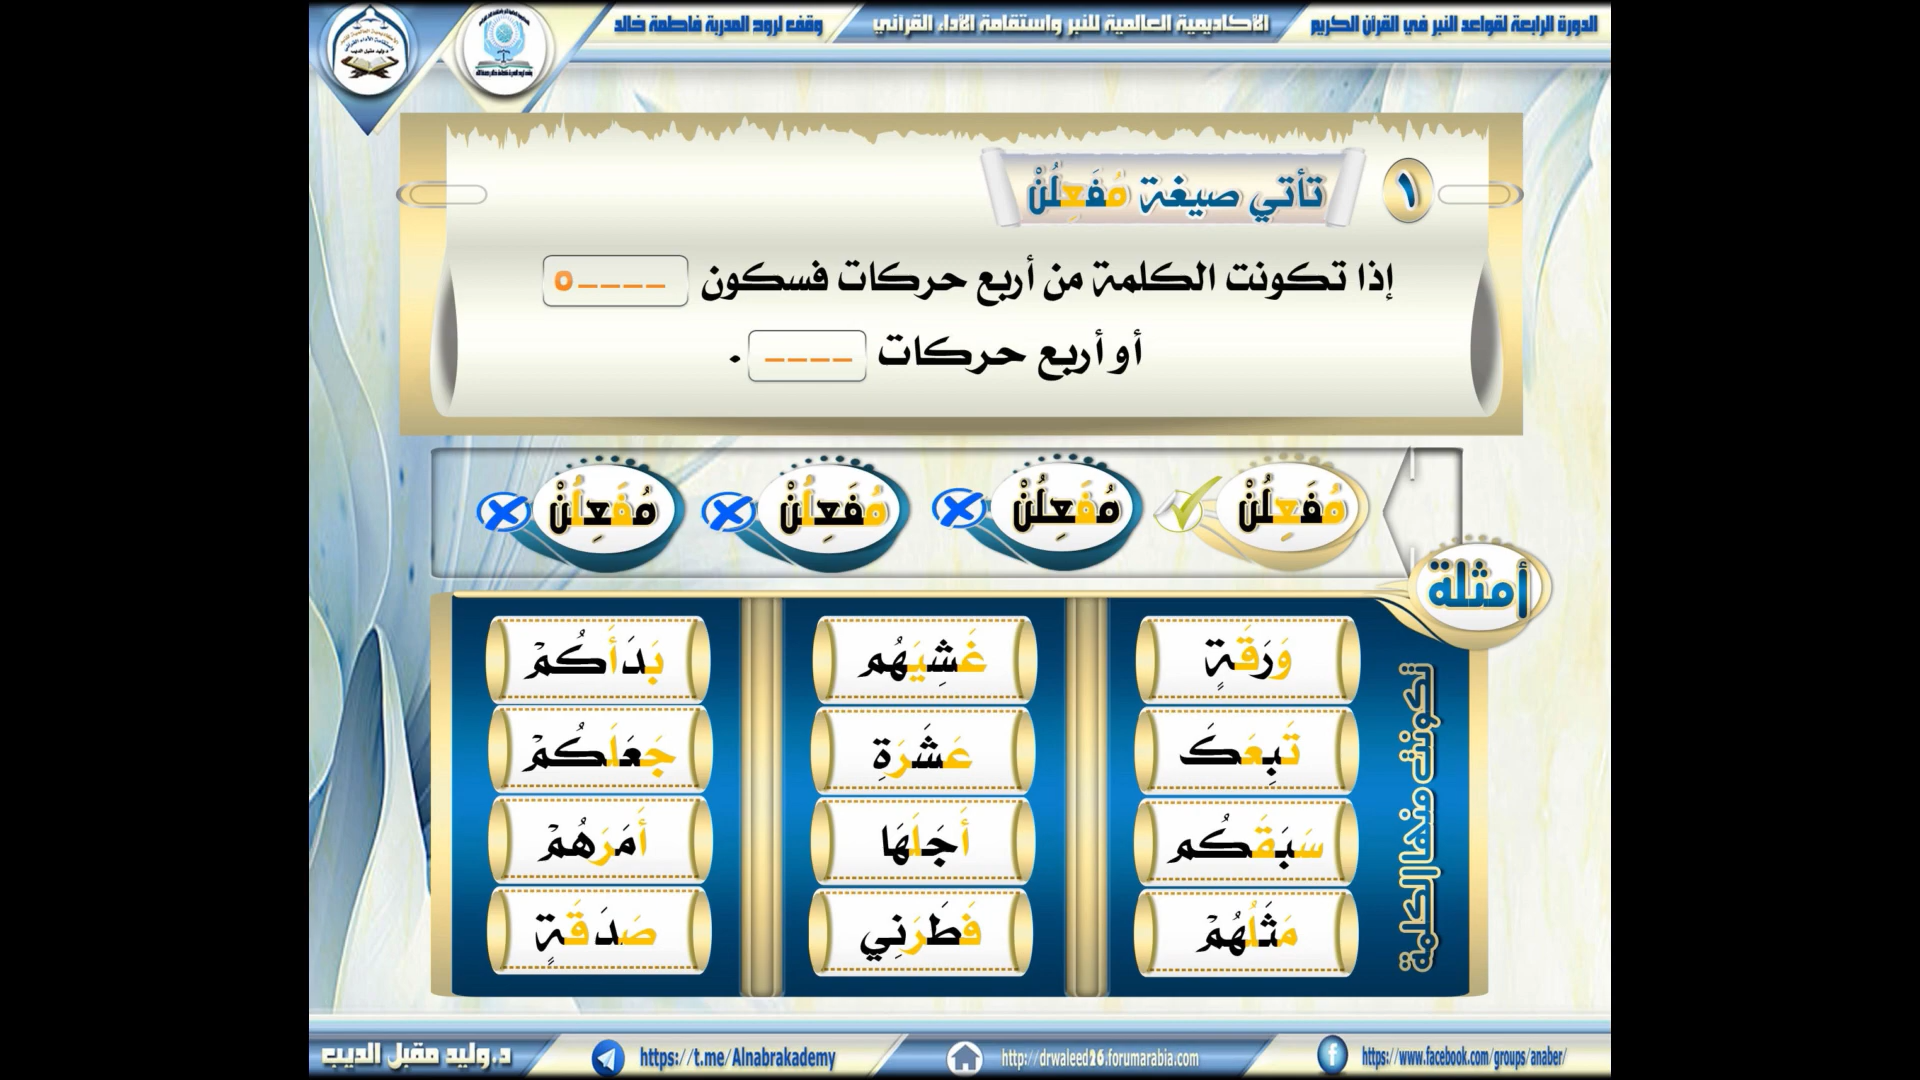 الدورة الرابعة لقواعد النبر في القرآن الكريم
الأكاديمية العالمية للنبر واستقامة الأداء القرآني
وقف لروح المدربة فاطمة خالد
١
تأتي صيغة مُفَعِلُنْ
إذا تكونت الكلمة من أربع حركات فسكون ----٥
أو أربع حركات ---- .
مُفَعِلُنْ مُفَعِلُنْ مُفَعِلُنْ مُفَعِلُنْ
أمثلة
تكونت منها الكلمة
وَرَقَةٍ غَشِيَهُم بَدَأَكُمْ
تَبِعَكَ عَشَرَةِ جَعَلَكُمْ
سَبَقَكُم أَجَلَهَا أَمَرَهُمْ
مَثَلُهُمْ فَطَرَنِي صَدَقَةٍ
https://www.facebook.com/groups/anaber/
http://drwaleed26.forumarabia.com
https://t.me/Alnabrakademy
د.وليد مقبل الديب